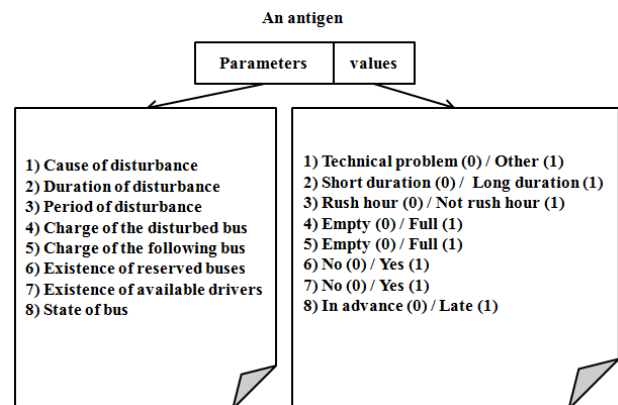 An antigen
Parameters
values
1) Cause of disturbance
2) Duration of disturbance
3) Period of disturbance
4) Charge of the disturbed bus
5) Charge of the following bus
6) Existence of reserved buses
7) Existence of available drivers
8) State of bus
1) Technical problem (0) / Other (1)
2) Short duration (0) / Long duration (1)
3) Rush hour (0) / Not rush hour (1)
4) Empty (0) / Full (1)
5) Empty (0) / Full (1)
6) No (0) / Yes (1)
7) No (0) / Yes (1)
8) In advance (0) / Late (1)